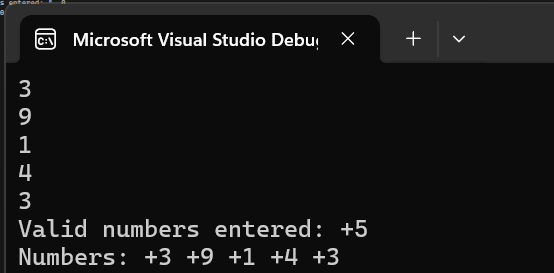 s entered: "
Microsoft Visual Studio Debu
3
9
1
4
3
Valid numbers entered: +5
Numbers: +3 +9 +1 +4 +3